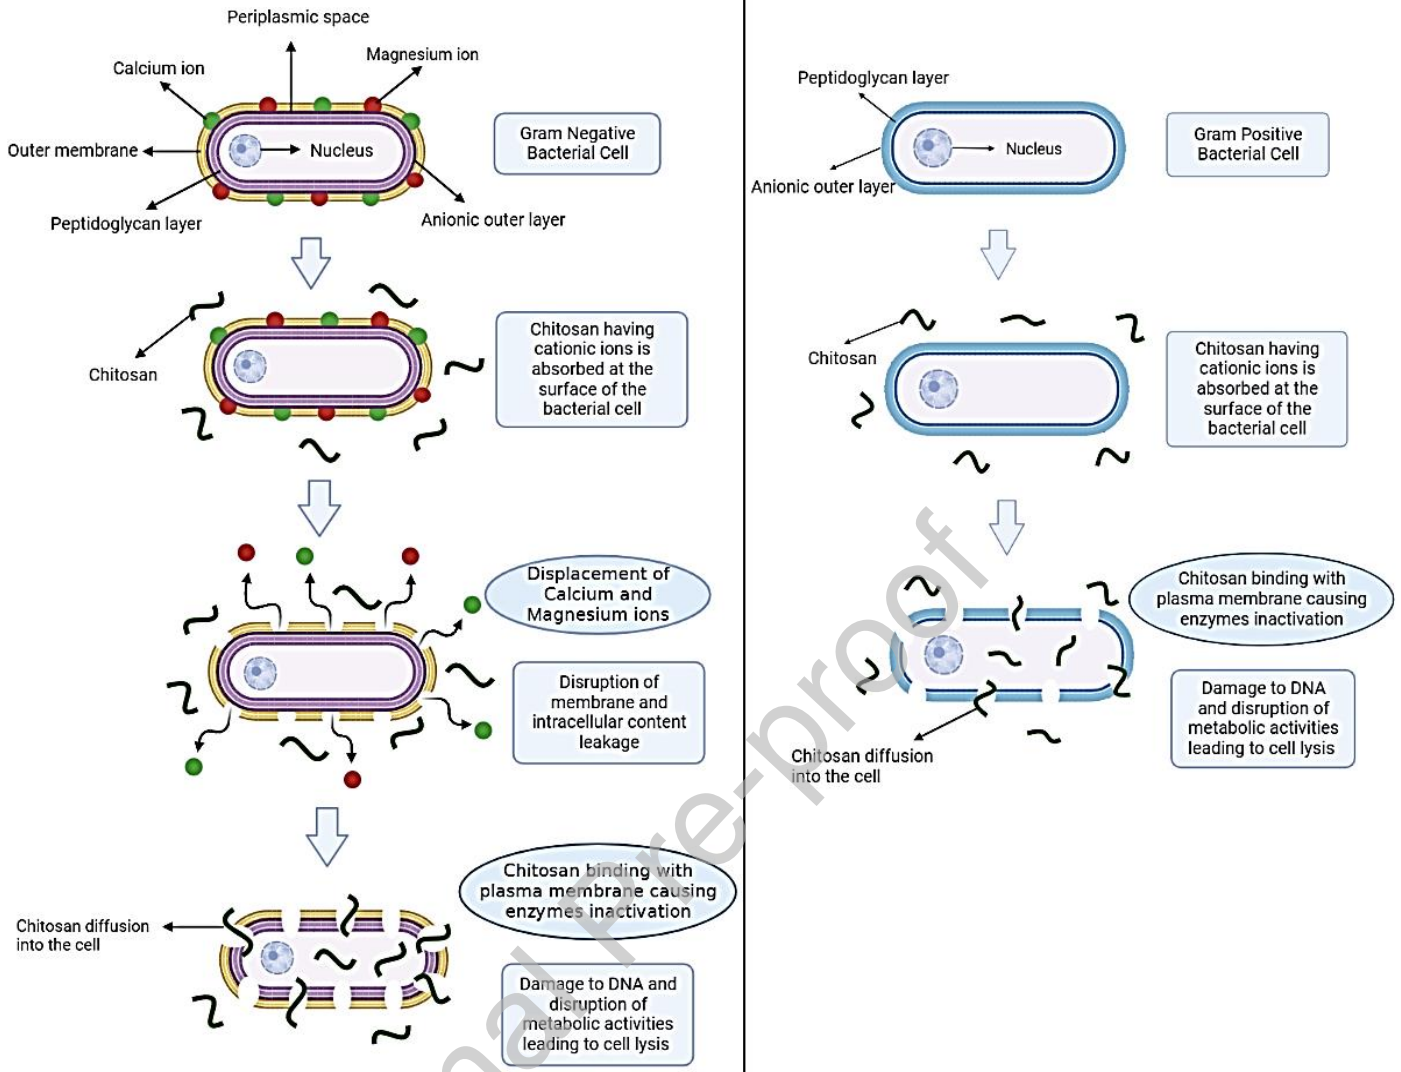 Periplasmic space
Magnesium ion
Calcium ion
Outer membrane
Nucleus
Peptidoglycan layer
Anionic outer layer
Gram Negative
Bacterial Cell
Chitosan
Chitosan having
cationic ions is
absorbed at the
surface of the
bacterial cell
Displacement of
Calcium and
Magnesium ions
Disruption of
membrane and
intracellular content
leakage
Chitosan binding with
plasma membrane causing
enzymes inactivation
Chitosan diffusion
into the cell
Damage to DNA and
disruption of
metabolic activities
leading to cell lysis
Peptidoglycan layer
Nucleus
Anionic outer layer
Gram Positive
Bacterial Cell
Chitosan
Chitosan having
cationic ions is
absorbed at the
surface of the
bacterial cell
Chitosan binding with
plasma membrane causing
enzymes inactivation
Damage to DNA
and disruption of
metabolic activities
leading to cell lysis
Chitosan diffusion
into the cell
Pre-proof